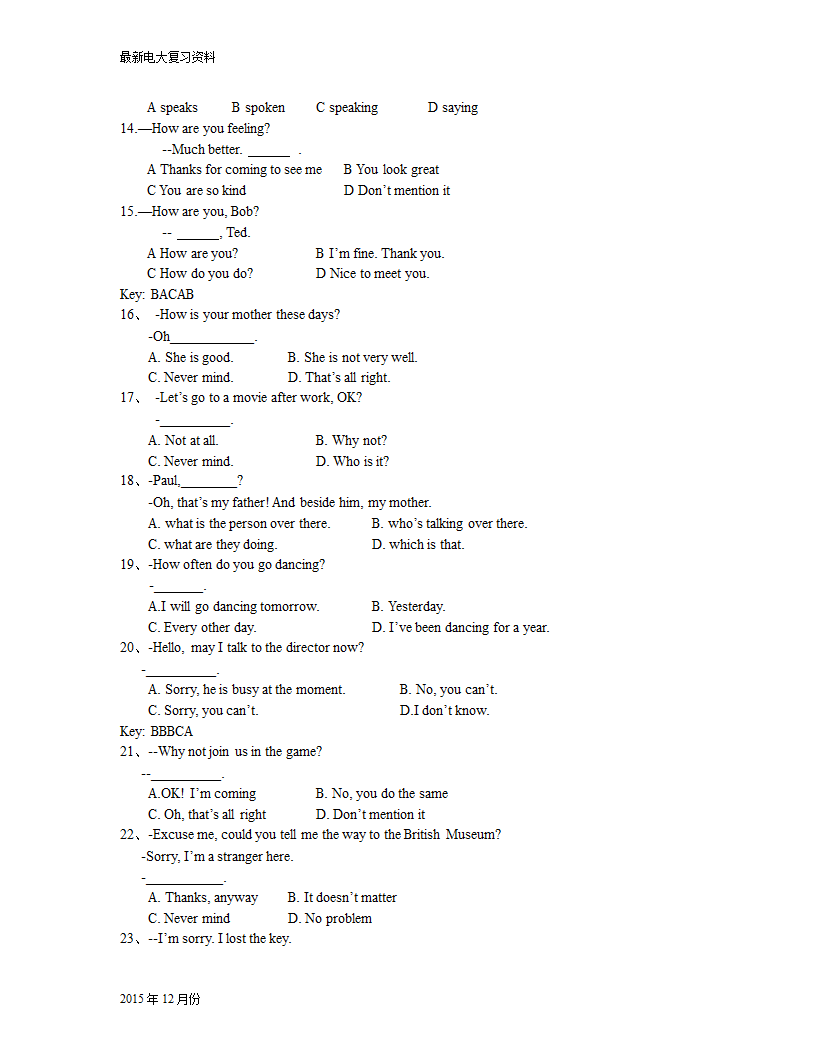 最新电大复习资料
A speaks B spoken C speaking D saying
14.—How are you feeling?
--Much better. ______ .
A Thanks for coming to see me B You look great
C You are so kind D Don't mention it
15.—How are you, Bob?
-- ______, Ted.
A How are you? B I'm fine. Thank you.
C How do you do? D Nice to meet you.
Key: BACAB
16、 -How is your mother these days?
-Oh____________.
A. She is good. B. She is not very well.
C. Never mind. D. That's all right.
17、 -Let's go to a movie after work, OK?
-__________.
A. Not at all. B. Why not?
C. Never mind. D. Who is it?
18、-Paul,________?
-Oh, that's my father! And beside him, my mother.
A. what is the person over there. B. who's talking over there.
C. what are they doing. D. which is that.
19、-How often do you go dancing?
-_______.
A.I will go dancing tomorrow. B. Yesterday.
C. Every other day. D. I've been dancing for a year.
20、-Hello, may I talk to the director now?
-__________.
A. Sorry, he is busy at the moment. B. No, you can't.
C. Sorry, you can't. D.I don't know.
Key: BBBCA
21、--Why not join us in the game?
--__________.
A.OK! I'm coming B. No, you do the same
C. Oh, that's all right D. Don't mention it
22、-Excuse me, could you tell me the way to the British Museum?
-Sorry, I'm a stranger here.
-___________.
A. Thanks, anyway B. It doesn't matter
C. Never mind D. No problem
23、--I'm sorry. I lost the key.
2015 年 12 月份